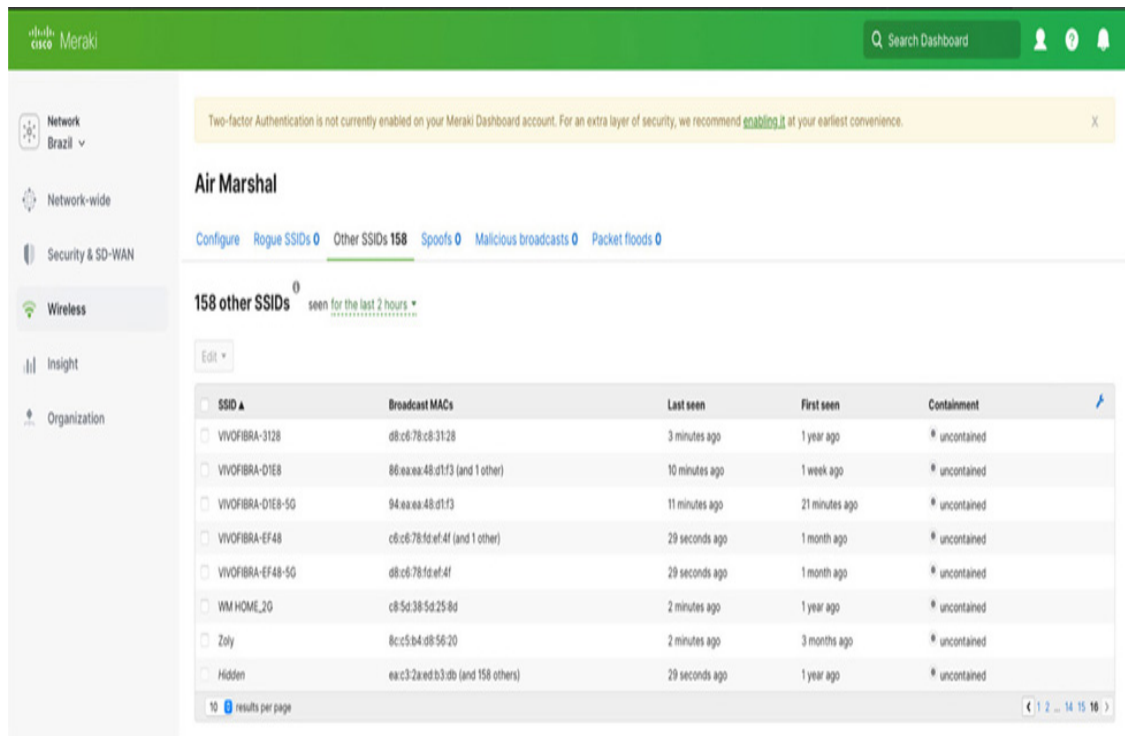 cisco Meraki
Search Dashboard
Network
Brazil
Network-wide
Security & SD-WAN
Wireless
Insight
Organization
Two-factor Authentication is not currently enabled on your Meraki Dashboard account. For an extra layer of security, we recommend enabling it at your earliest convenience. X
Air Marshal
Configure Rogue SSIDs 0 Other SSIDs 158 Spoofs 0 Malicious broadcasts 0 Packet floods 0
158 other SSIDs seen for the last 2 hours
Edit
SSID Broadcast MACs Last seen First seen Containment
VIVOFIBRA-3128 d8:c6:78:c8:31:28 3 minutes ago 1 year ago uncontained
VIVOFIBRA-D1E8 86:ea:ea:48:d1:f3 (and 1 other) 10 minutes ago 1 week ago uncontained
VIVOFIBRA-D1E8-5G 94:ea:ea:48:d1:f3 11 minutes ago 21 minutes ago uncontained
VIVOFIBRA-EF48 c6:c6:78:fd:ef:4f (and 1 other) 29 seconds ago 1 month ago uncontained
VIVOFIBRA-EF48-5G d8:c6:78:fd:ef:4f 29 seconds ago 1 month ago uncontained
WM HOME_2G c8:5d:38:5d:25:8d 2 minutes ago 1 year ago uncontained
Zoly 8c:c5:b4:d8:56:20 2 minutes ago 3 months ago uncontained
Hidden ea:c3:2a:ed:b3:db (and 158 others) 29 seconds ago 1 year ago uncontained
10 results per page 1 2 ... 14 15 16